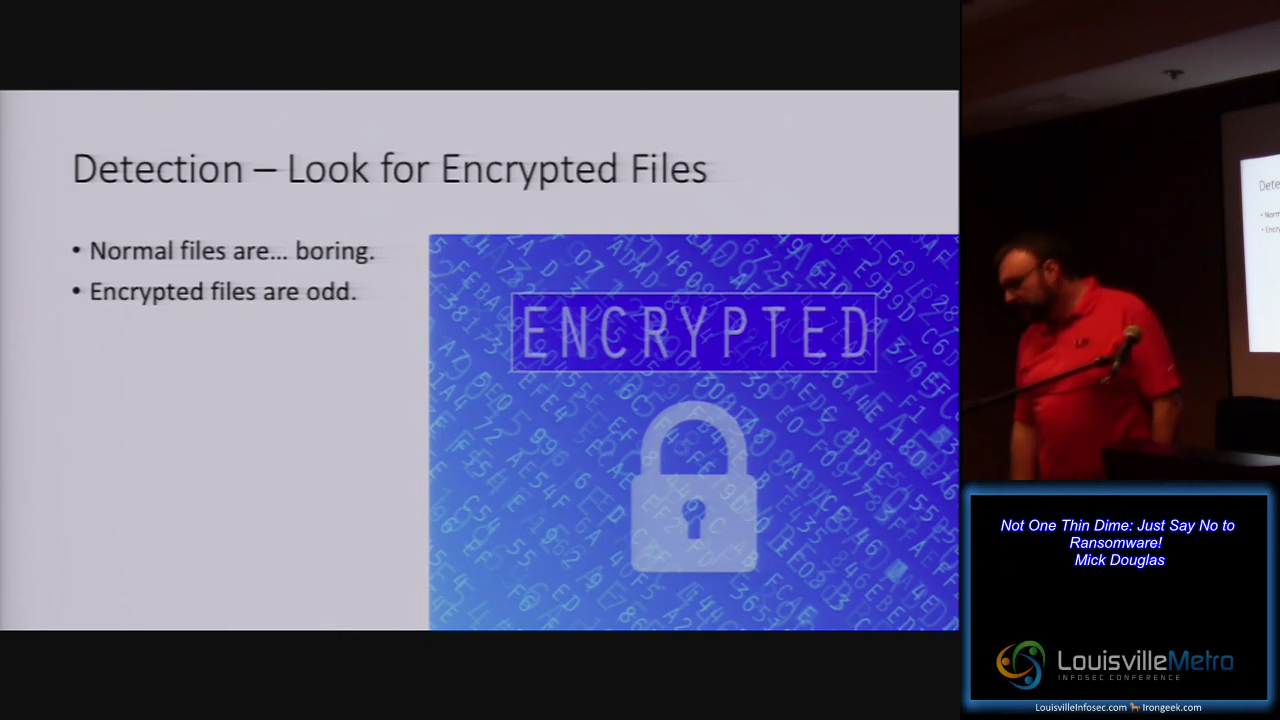 Detection – Look for Encrypted Files
• Normal files are... boring.
• Encrypted files are odd.
ENCRYPTED
Not One Thin Dime: Just Say No to
Ransomware!
Mick Douglas
LouisvilleMetro
INFOSEC CONFERENCE
LouisvilleInfosec.com Irongeek.com